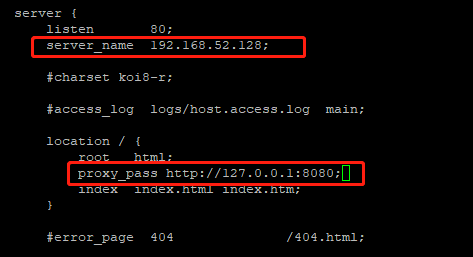 server {
listen 80;
server_name 192.168.52.128;
#charset koi8-r;
#access_log logs/host.access.log main;
location / {
root html;
proxy_pass http://127.0.0.1:8080;
index index.html index.htm;
}
#error_page 404 /404.html;